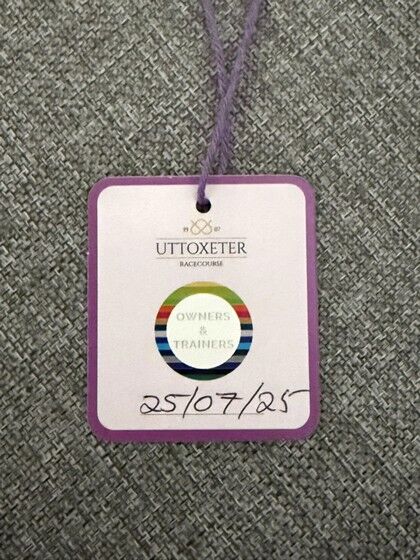 19 07
UTTOXETER
RACECOURSE
OWNERS
&
TRAINERS
25/07/25